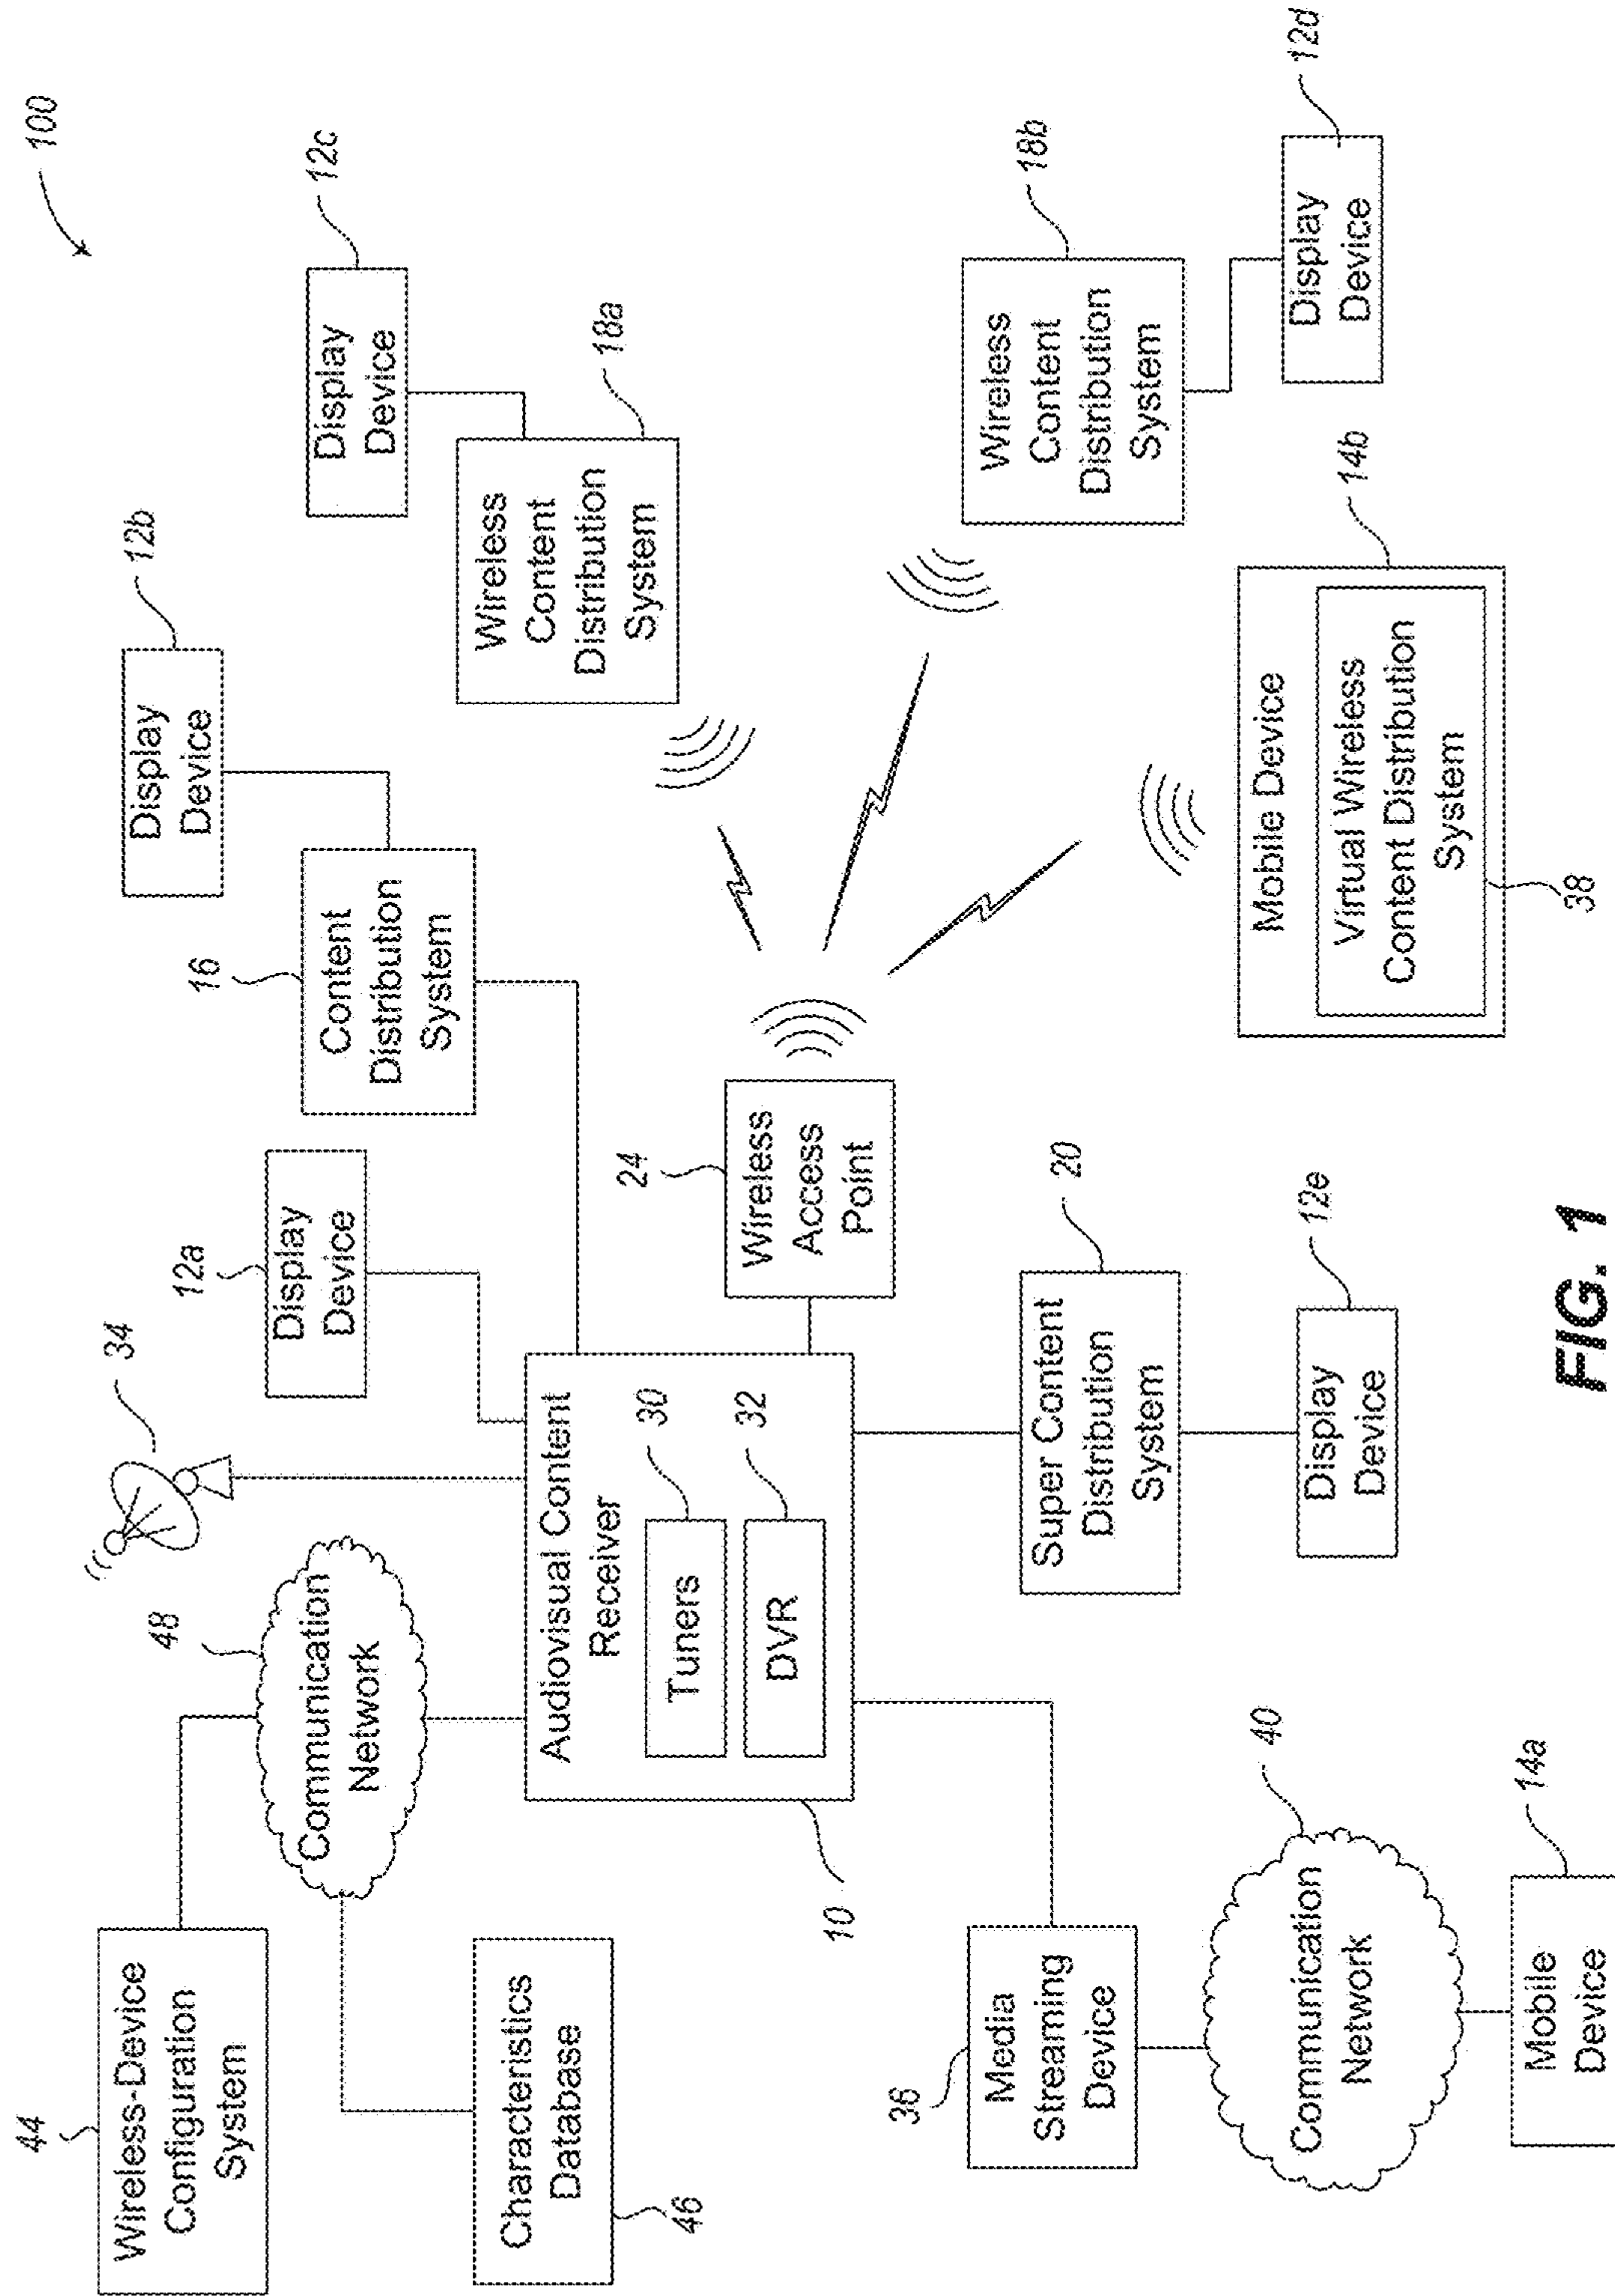 100
44
Wireless-Device
Configuration
System
48
Communication
Network
34
12a
Display
Device
16
Content
Distribution
System
12b
Display
Device
12c
Display
Device
18a
Wireless
Content
Distribution
System
Characteristics
Database
46
10
Audiovisual Content
Receiver
Tuners
30
DVR
32
24
Wireless
Access
Point
18b
Wireless
Content
Distribution
System
12d
Display
Device
14b
Mobile Device
Virtual Wireless
Content Distribution
System
38
20
Super Content
Distribution
System
12e
Display
Device
36
Media
Streaming
Device
40
Communication
Network
14a
Mobile
Device
FIG. 1